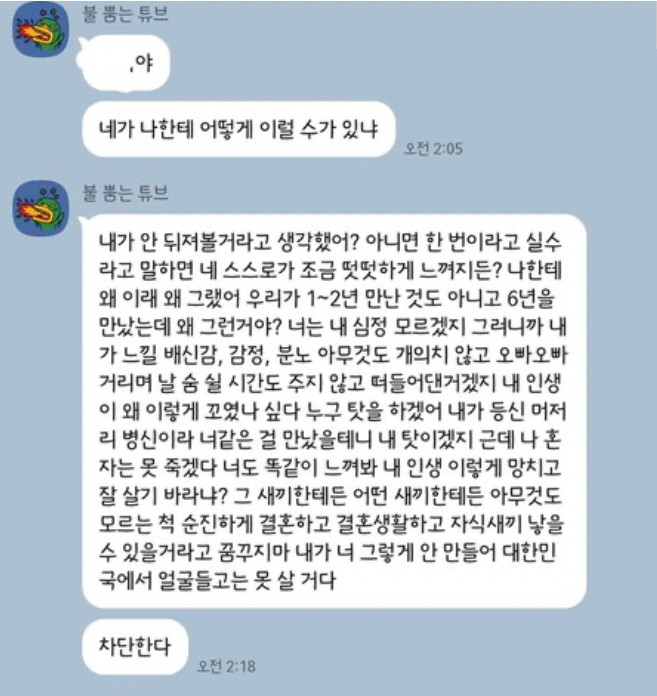 불 뿜는 튜브
,야
네가 나한테 어떻게 이럴 수가 있냐
오전 2:05
불 뿜는 튜브
내가 안 뒤져볼거라고 생각했어? 아니면 한 번이라고 실수
라고 말하면 네 스스로가 조금 떳떳하게 느껴지든? 나한테
왜 이래 왜 그랬어 우리가 1~2년 만난 것도 아니고 6년을
만났는데 왜 그런거야? 너는 내 심정 모르겠지 그러니까 내
가 느낄 배신감, 감정, 분노 아무것도 개의치 않고 오빠오빠
거리며 날 숨 쉴 시간도 주지 않고 떠들어댄거겠지 내 인생
이 왜 이렇게 꼬였나 싶다 누구 탓을 하겠어 내가 등신 머저
리 병신이라 너같은 걸 만났을테니 내 탓이겠지 근데 나 혼
자는 못 죽겠다 너도 똑같이 느껴봐 내 인생 이렇게 망치고
잘 살기 바라냐? 그 새끼한테든 어떤 새끼한테든 아무것도
모르는 척 순진하게 결혼하고 결혼생활하고 자식새끼 낳을
수 있을거라고 꿈꾸지마 내가 너 그렇게 안 만들어 대한민
국에서 얼굴들고는 못 살 거다
차단한다
오전 2:18